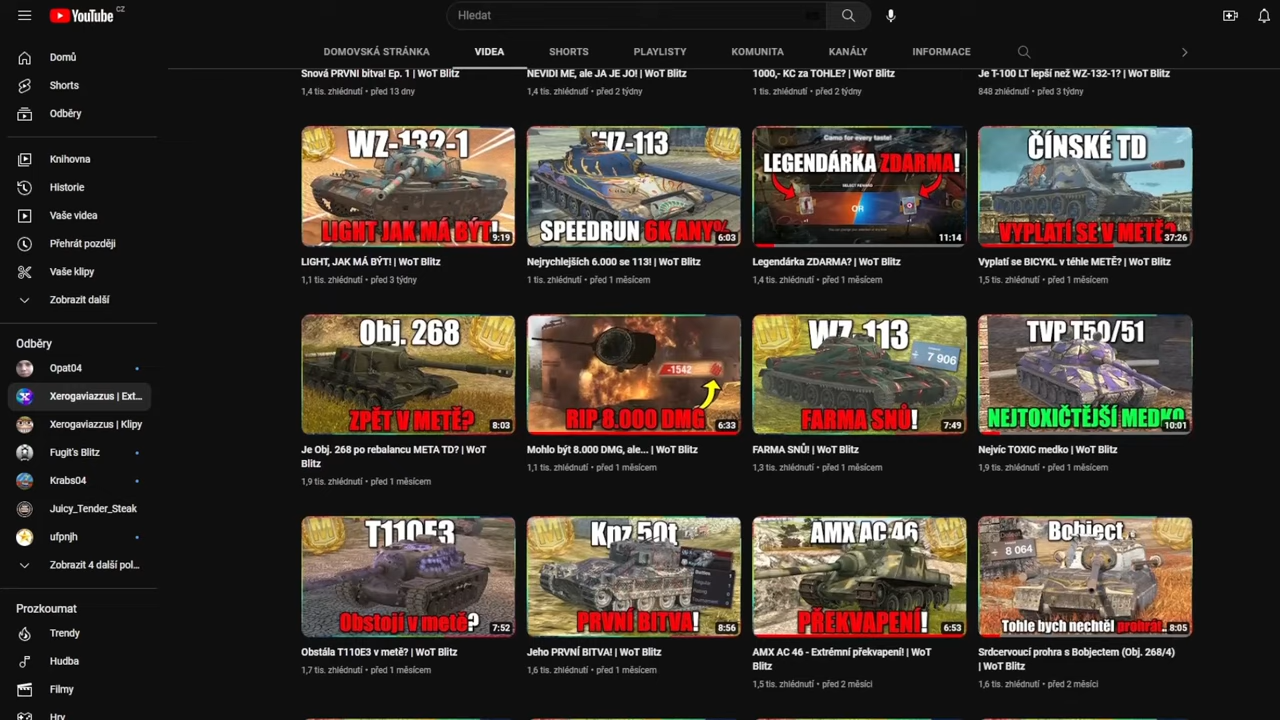 YouTube CZ
Hledat
DOMOVSKÁ STRÁNKA VIDEA SHORTS PLAYLISTY KOMUNITA KANÁLY INFORMACE
Domů
Shorts
Odběry
Knihovna
Historie
Vaše videa
Přehrát později
Vaše klipy
Zobrazit další
Odběry
Opat04
Xerogaviazzus | Ext...
Xerogaviazzus | Klipy
Fugit's Blitz
Krabs04
Juicy_Tender_Steak
ufpnjh
Zobrazit 4 další pol...
Prozkoumat
Trendy
Hudba
Filmy
Hry
Snová PRVNÍ bitva! Ep. 1 | WoT Blitz
1,4 tis. zhlédnutí • před 13 dny
NEVIDI ME, ale JA JE JO! | WoT Blitz
1,4 tis. zhlédnutí • před 2 týdny
1000,- KC za TOHLE? | WoT Blitz
1 tis. zhlédnutí • před 2 týdny
Je T-100 LT lepší než WZ-132-1? | WoT Blitz
848 zhlédnutí • před 3 týdny
WZ-132-1
LIGHT JAK MÁ BÝT!
9:19
LIGHT, JAK MÁ BÝT! | WoT Blitz
1,1 tis. zhlédnutí • před 3 týdny
WZ-113
SPEEDRUN 6K ANY%
6:03
Nejrychlejších 6.000 se 113! | WoT Blitz
1 tis. zhlédnutí • před 1 měsícem
Camo for every taste!
LEGENDÁRKA ZDARMA!
SELECT REWARD
OR
11:14
Legendárka ZDARMA? | WoT Blitz
1,4 tis. zhlédnutí • před 1 měsícem
ČÍNSKÉ TD
VYPLATÍ SE V METĚ?
37:26
Vyplatí se BICYKL v téhle METĚ? | WoT Blitz
1,5 tis. zhlédnutí • před 1 měsícem
Obj. 268
ZPĚT V METĚ?
8:03
Je Obj. 268 po rebalancu META TD? | WoT
Blitz
1,9 tis. zhlédnutí • před 1 měsícem
-1542
RIP 8.000 DMG
6:33
Mohlo být 8.000 DMG, ale... | WoT Blitz
1,1 tis. zhlédnutí • před 1 měsícem
WZ-113
7 906
FARMA SNŮ!
7:49
FARMA SNŮ! | WoT Blitz
1,3 tis. zhlédnutí • před 1 měsícem
TVP T50/51
NEJTOXIČTĚJŠÍ MEDKO
10:01
Nejvíc TOXIC medko | WoT Blitz
1,9 tis. zhlédnutí • před 1 měsícem
T110E3
Obstojí v metě?
7:52
Obstála T110E3 v metě? | WoT Blitz
1,7 tis. zhlédnutí • před 1 měsícem
Kpz 50t
PRVNÍ BITVA!
8:56
Jeho PRVNÍ BITVA! | WoT Blitz
1,6 tis. zhlédnutí • před 1 měsícem
AMX AC 46
PŘEKVAPENÍ!
6:53
AMX AC 46 - Extrémní překvapení! | WoT
Blitz
1,5 tis. zhlédnutí • před 2 měsíci
Bobject
8 064
Tohle bych nechtěl prohrát..
8:05
Srdcervoucí prohra s Bobjectem (Obj. 268/4)
| WoT Blitz
1,6 tis. zhlédnutí • před 2 měsíci